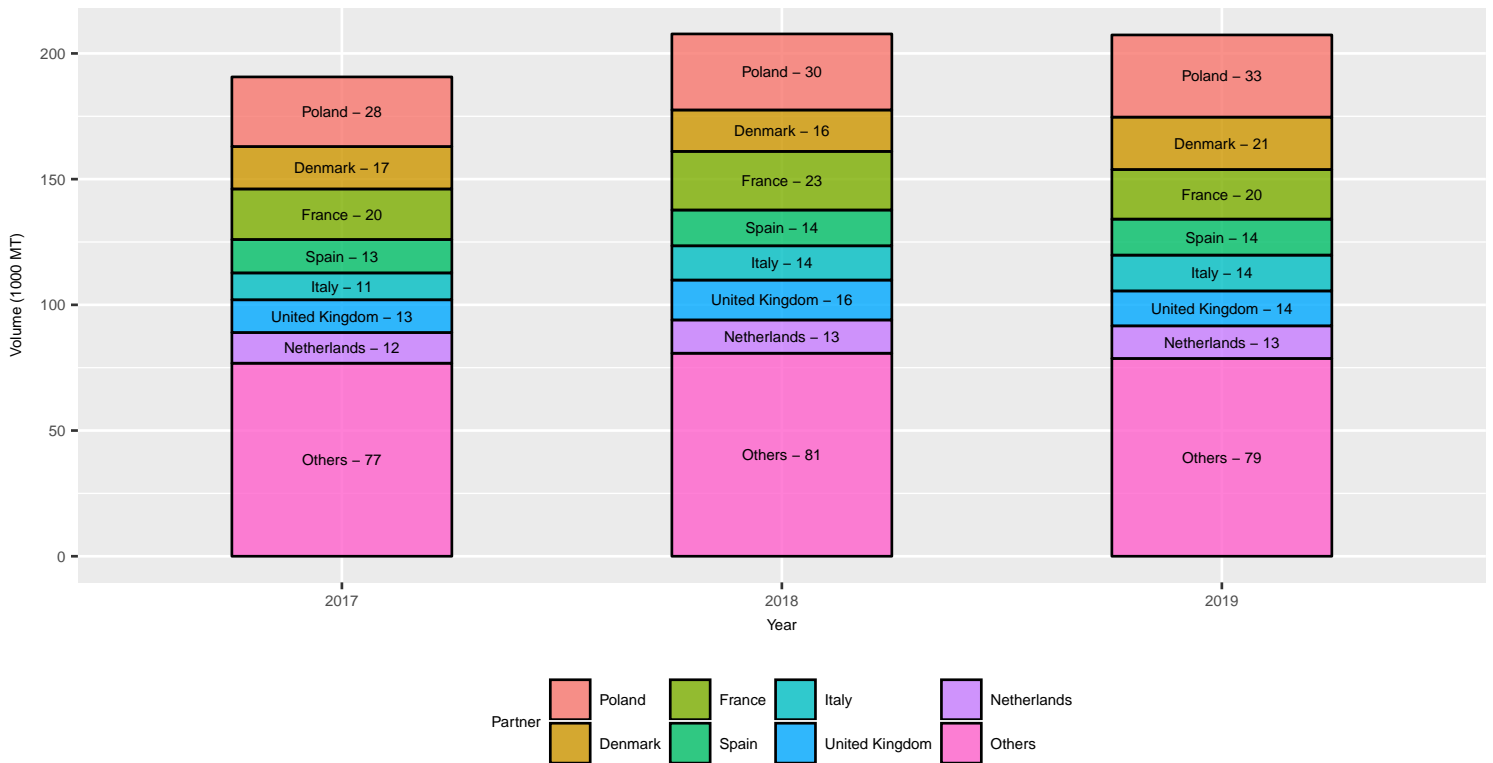 Volume (1000 MT)
200
150
100
50
0
Poland − 28
Denmark − 17
France − 20
Spain − 13
Italy − 11
United Kingdom − 13
Netherlands − 12
Others − 77
Poland − 30
Denmark − 16
France − 23
Spain − 14
Italy − 14
United Kingdom − 16
Netherlands − 13
Others − 81
Poland − 33
Denmark − 21
France − 20
Spain − 14
Italy − 14
United Kingdom − 14
Netherlands − 13
Others − 79
2017 2018 2019
Year
Partner
Poland France Italy Netherlands
Denmark Spain United Kingdom Others